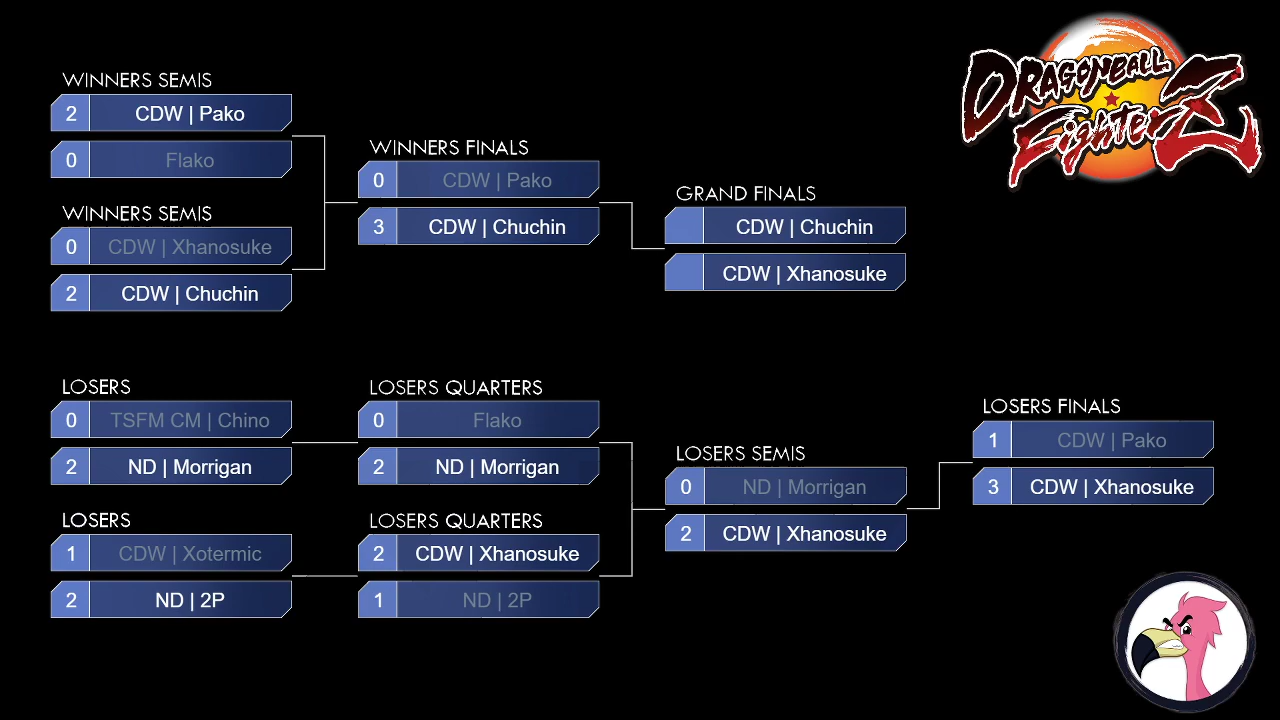 WINNERS SEMIS
2 CDW | Pako
0 Flako
WINNERS SEMIS
0 CDW | Xhanosuke
2 CDW | Chuchin
WINNERS FINALS
0 CDW | Pako
3 CDW | Chuchin
GRAND FINALS
CDW | Chuchin
CDW | Xhanosuke
DRAGONBALL
FighterZ
LOSERS
0 TSFM CM | Chino
2 ND | Morrigan
LOSERS
1 CDW | Xotermic
2 ND | 2P
LOSERS QUARTERS
0 Flako
2 ND | Morrigan
LOSERS QUARTERS
2 CDW | Xhanosuke
1 ND | 2P
LOSERS SEMIS
0 ND | Morrigan
2 CDW | Xhanosuke
LOSERS FINALS
1 CDW | Pako
3 CDW | Xhanosuke